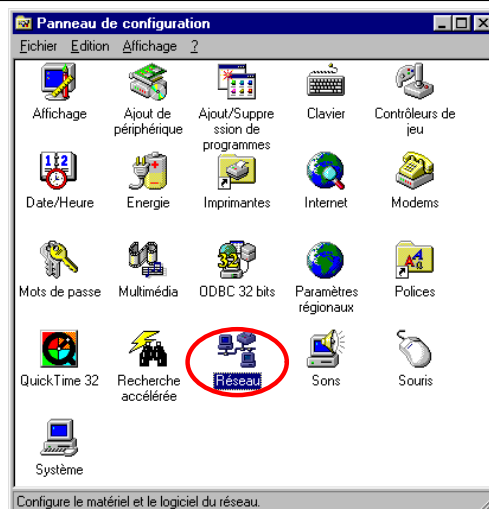 Panneau de configuration
Fichier Edition Affichage ?
Affichage
Ajout de
périphérique
Ajout/Suppre
ssion de
programmes
Clavier
Contrôleurs de
jeu
12
Date/Heure
Energie
Imprimantes
Internet
Modems
Mots de passe
Multimédia
32
ODBC 32 bits
Paramètres
régionaux
Polices
QuickTime 32
Recherche
accélérée
Réseau
Sons
Souris
Système
Configure le matériel et le logiciel du réseau.